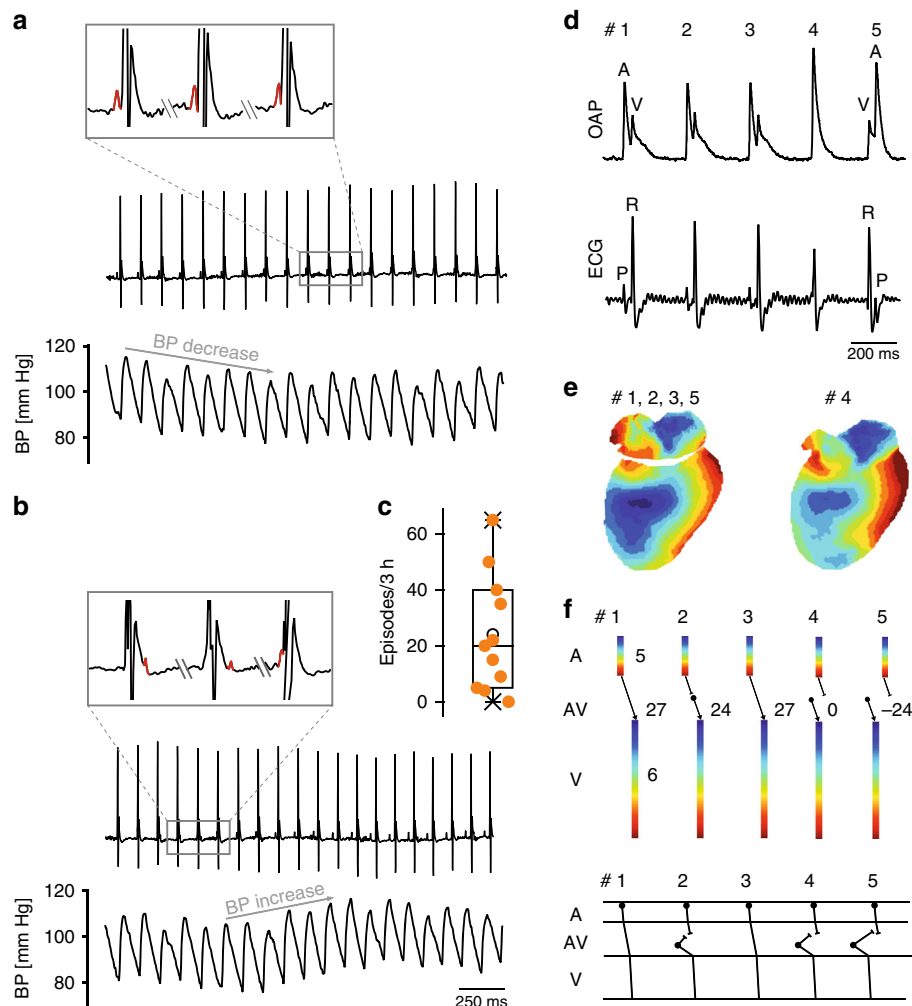 a
120
100
80
BP [mm Hg]
BP decrease
b
120
100
80
BP [mm Hg]
BP increase
250 ms
c
60
40
20
0
Episodes/3 h
d
# 1 2 3 4 5
OAP
A
V
V
A
ECG
P
R
R
P
200 ms
e
# 1, 2, 3, 5
# 4
f
# 1 2 3 4 5
A
5
AV
27 24 27 0 –24
V
6
# 1 2 3 4 5
A
AV
V